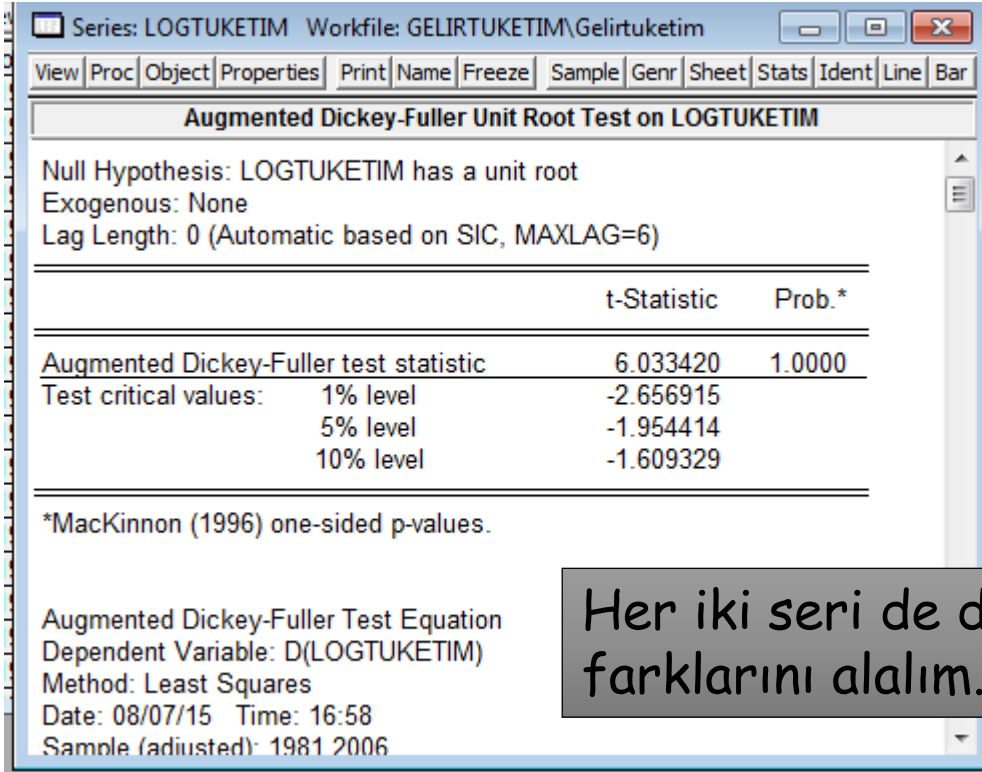 Series: LOGTUKETIM Workfile: GELIRTUKETIM\Gelirtuketim
View Proc Object Properties Print Name Freeze Sample Genr Sheet Stats Ident Line Bar
Augmented Dickey-Fuller Unit Root Test on LOGTUKETIM
Null Hypothesis: LOGTUKETIM has a unit root
Exogenous: None
Lag Length: 0 (Automatic based on SIC, MAXLAG=6)
t-Statistic Prob.*
Augmented Dickey-Fuller test statistic 6.033420 1.0000
Test critical values: 1% level -2.656915
5% level -1.954414
10% level -1.609329
*MacKinnon (1996) one-sided p-values.
Augmented Dickey-Fuller Test Equation
Dependent Variable: D(LOGTUKETIM)
Method: Least Squares
Date: 08/07/15 Time: 16:58
Sample (adjusted): 1981 2006
Her iki seri de
farklarını alalım.